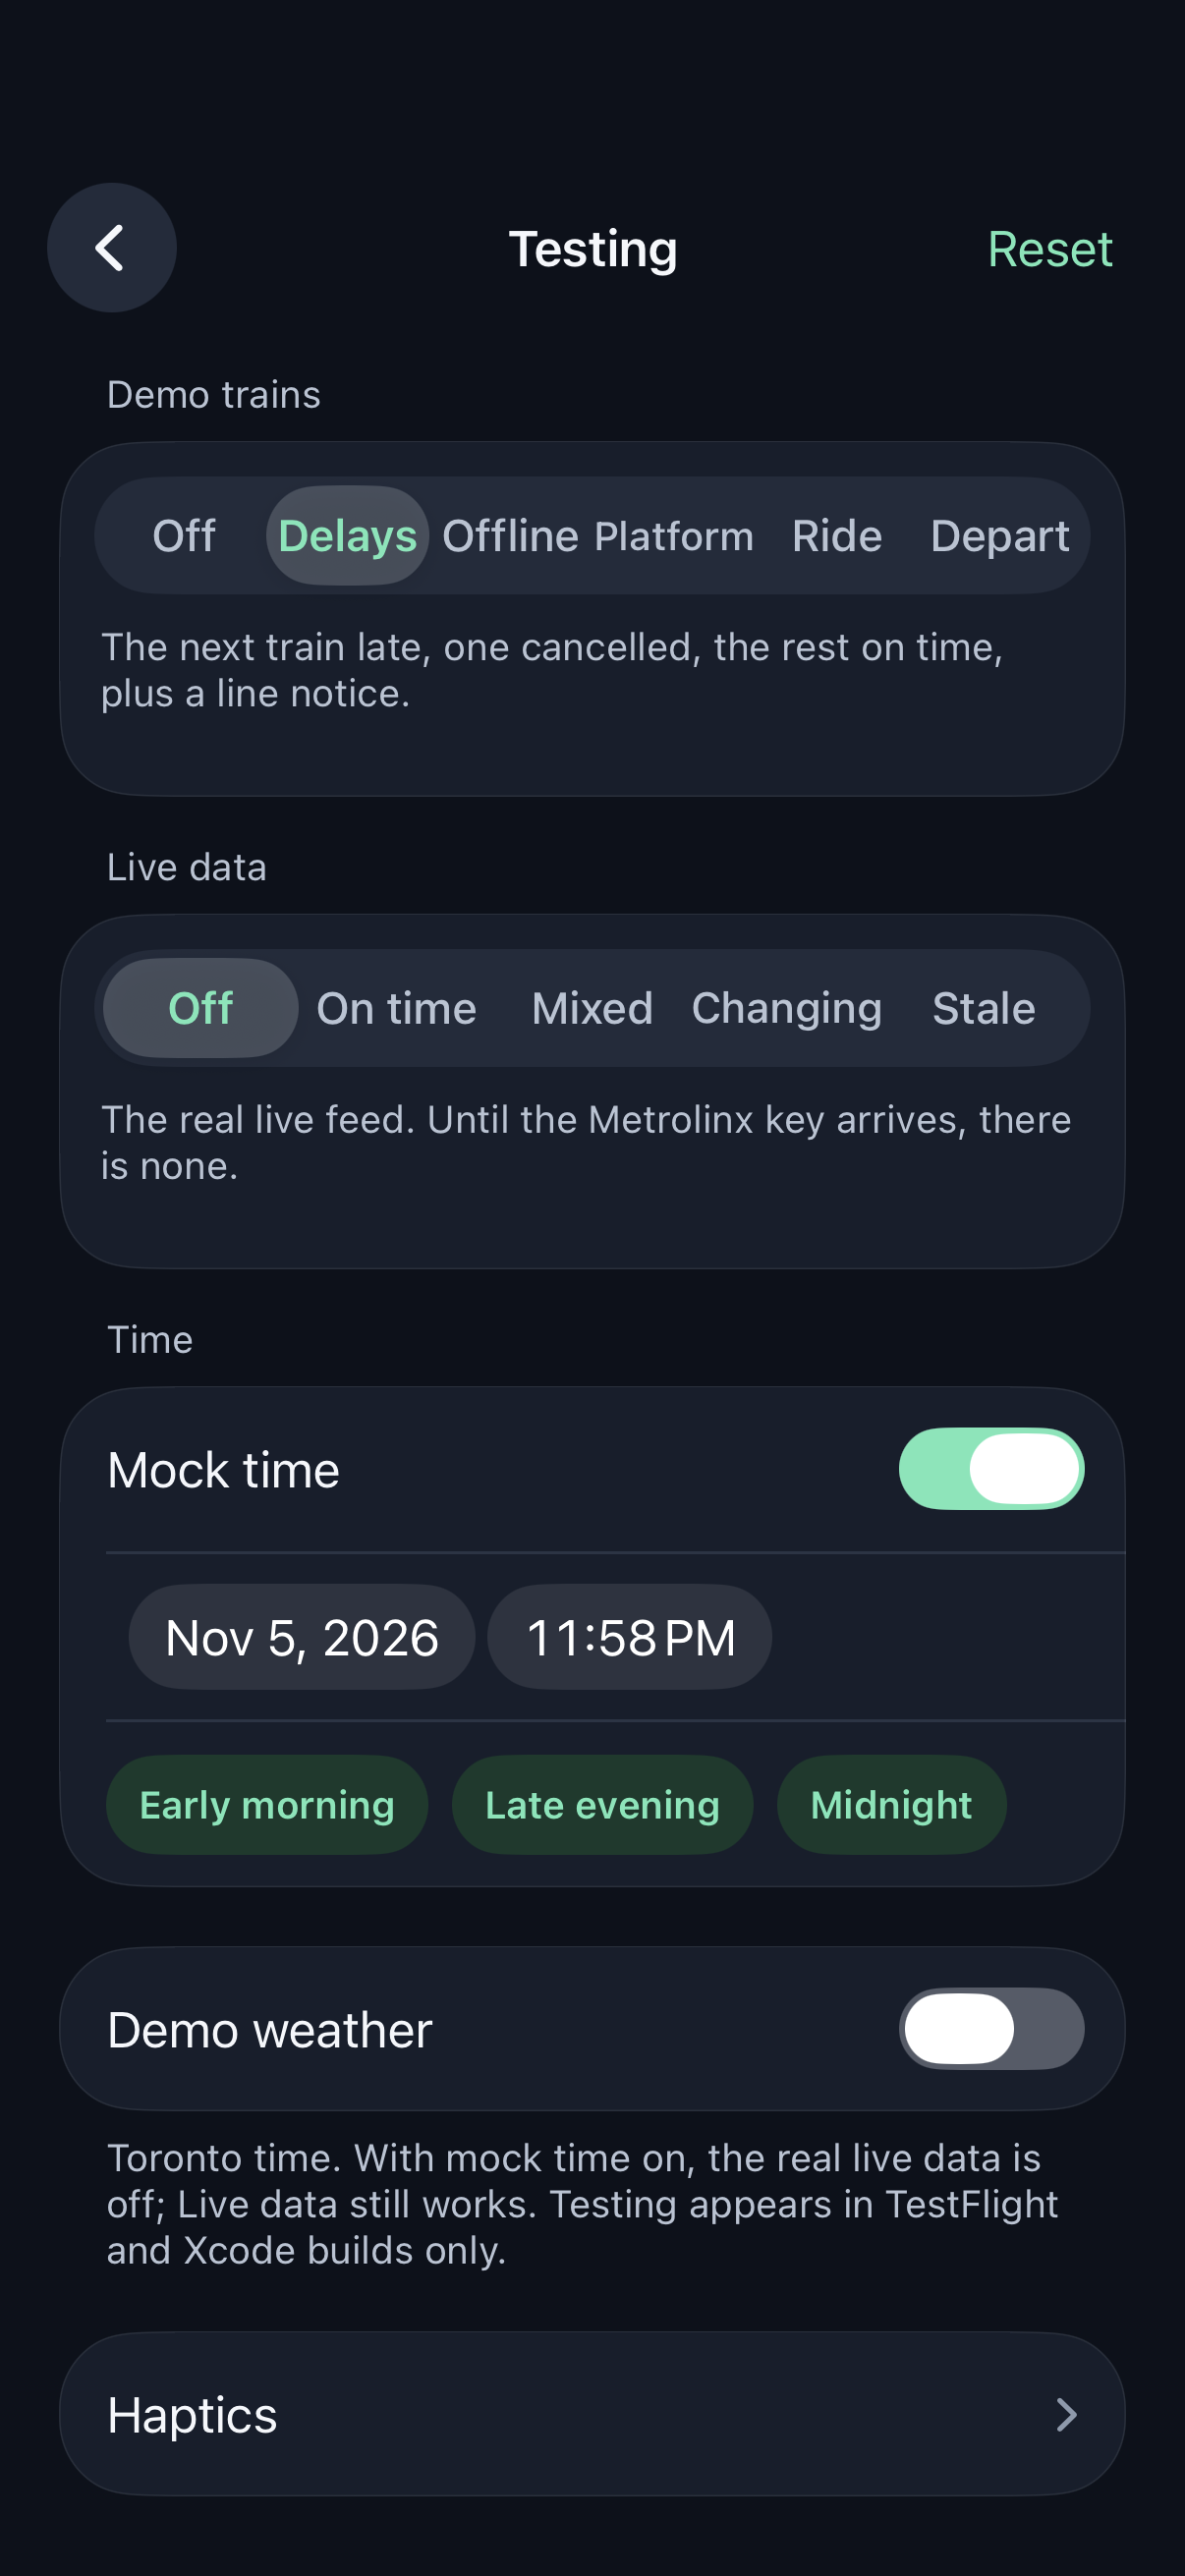 Testing
Reset
Demo trains
Off
Delays
Offline
Platform
Ride
Depart
The next train late, one cancelled, the rest on time,
plus a line notice.
Live data
Off
On time
Mixed
Changing
Stale
The real live feed. Until the Metrolinx key arrives, there
is none.
Time
Mock time
Nov 5, 2026
11:58 PM
Early morning
Late evening
Midnight
Demo weather
Toronto time. With mock time on, the real live data is
off; Live data still works. Testing appears in TestFlight
and Xcode builds only.
Haptics